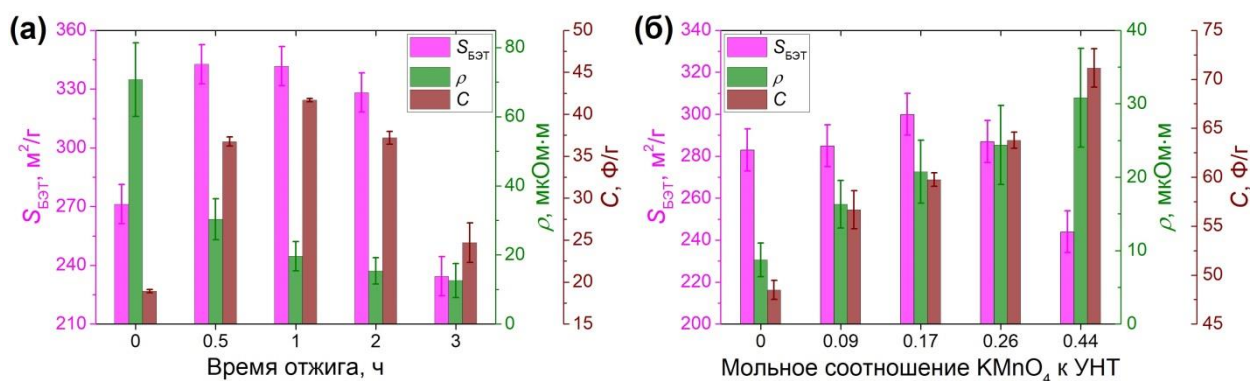 (а)
360
330
300
270
240
210
S_БЭТ, м²/г
S_БЭТ
ρ
C
80
60
40
20
0
ρ, мкОм·м
50
45
40
35
30
25
20
15
C, Ф/г
0 0.5 1 2 3
Время отжига, ч
(б)
340
320
300
280
260
240
220
200
S_БЭТ, м²/г
S_БЭТ
ρ
C
40
30
20
10
0
ρ, мкОм·м
75
70
65
60
55
50
45
C, Ф/г
0 0.09 0.17 0.26 0.44
Мольное соотношение KMnO₄ к УНТ